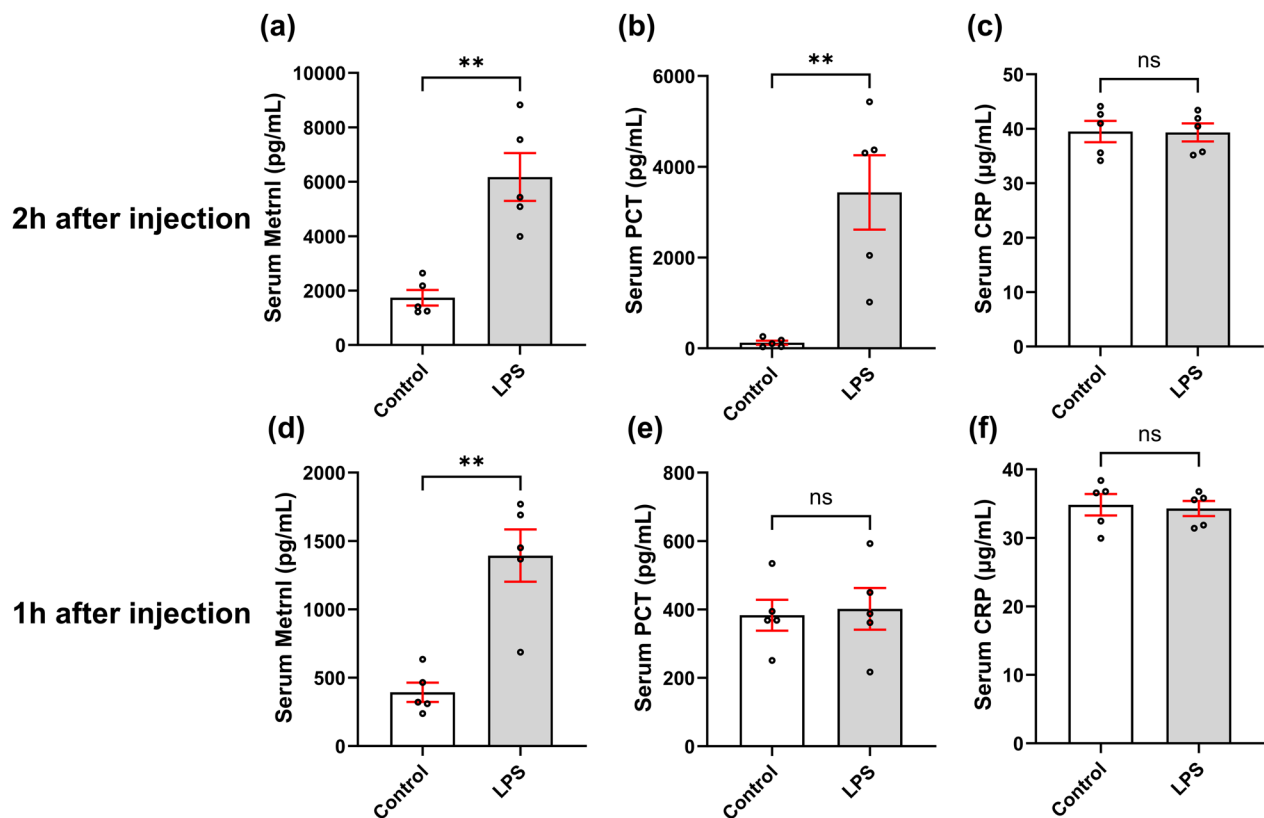 (a)
(b)
(c)
2h after injection
Serum Metrnl (pg/mL)
10000
8000
6000
4000
2000
0
**
Control
LPS
Serum PCT (pg/mL)
6000
4000
2000
0
**
Control
LPS
Serum CRP (μg/mL)
50
40
30
20
10
0
ns
Control
LPS
(d)
(e)
(f)
1h after injection
Serum Metrnl (pg/mL)
2000
1500
1000
500
0
**
Control
LPS
Serum PCT (pg/mL)
800
600
400
200
0
ns
Control
LPS
Serum CRP (μg/mL)
40
30
20
10
0
ns
Control
LPS